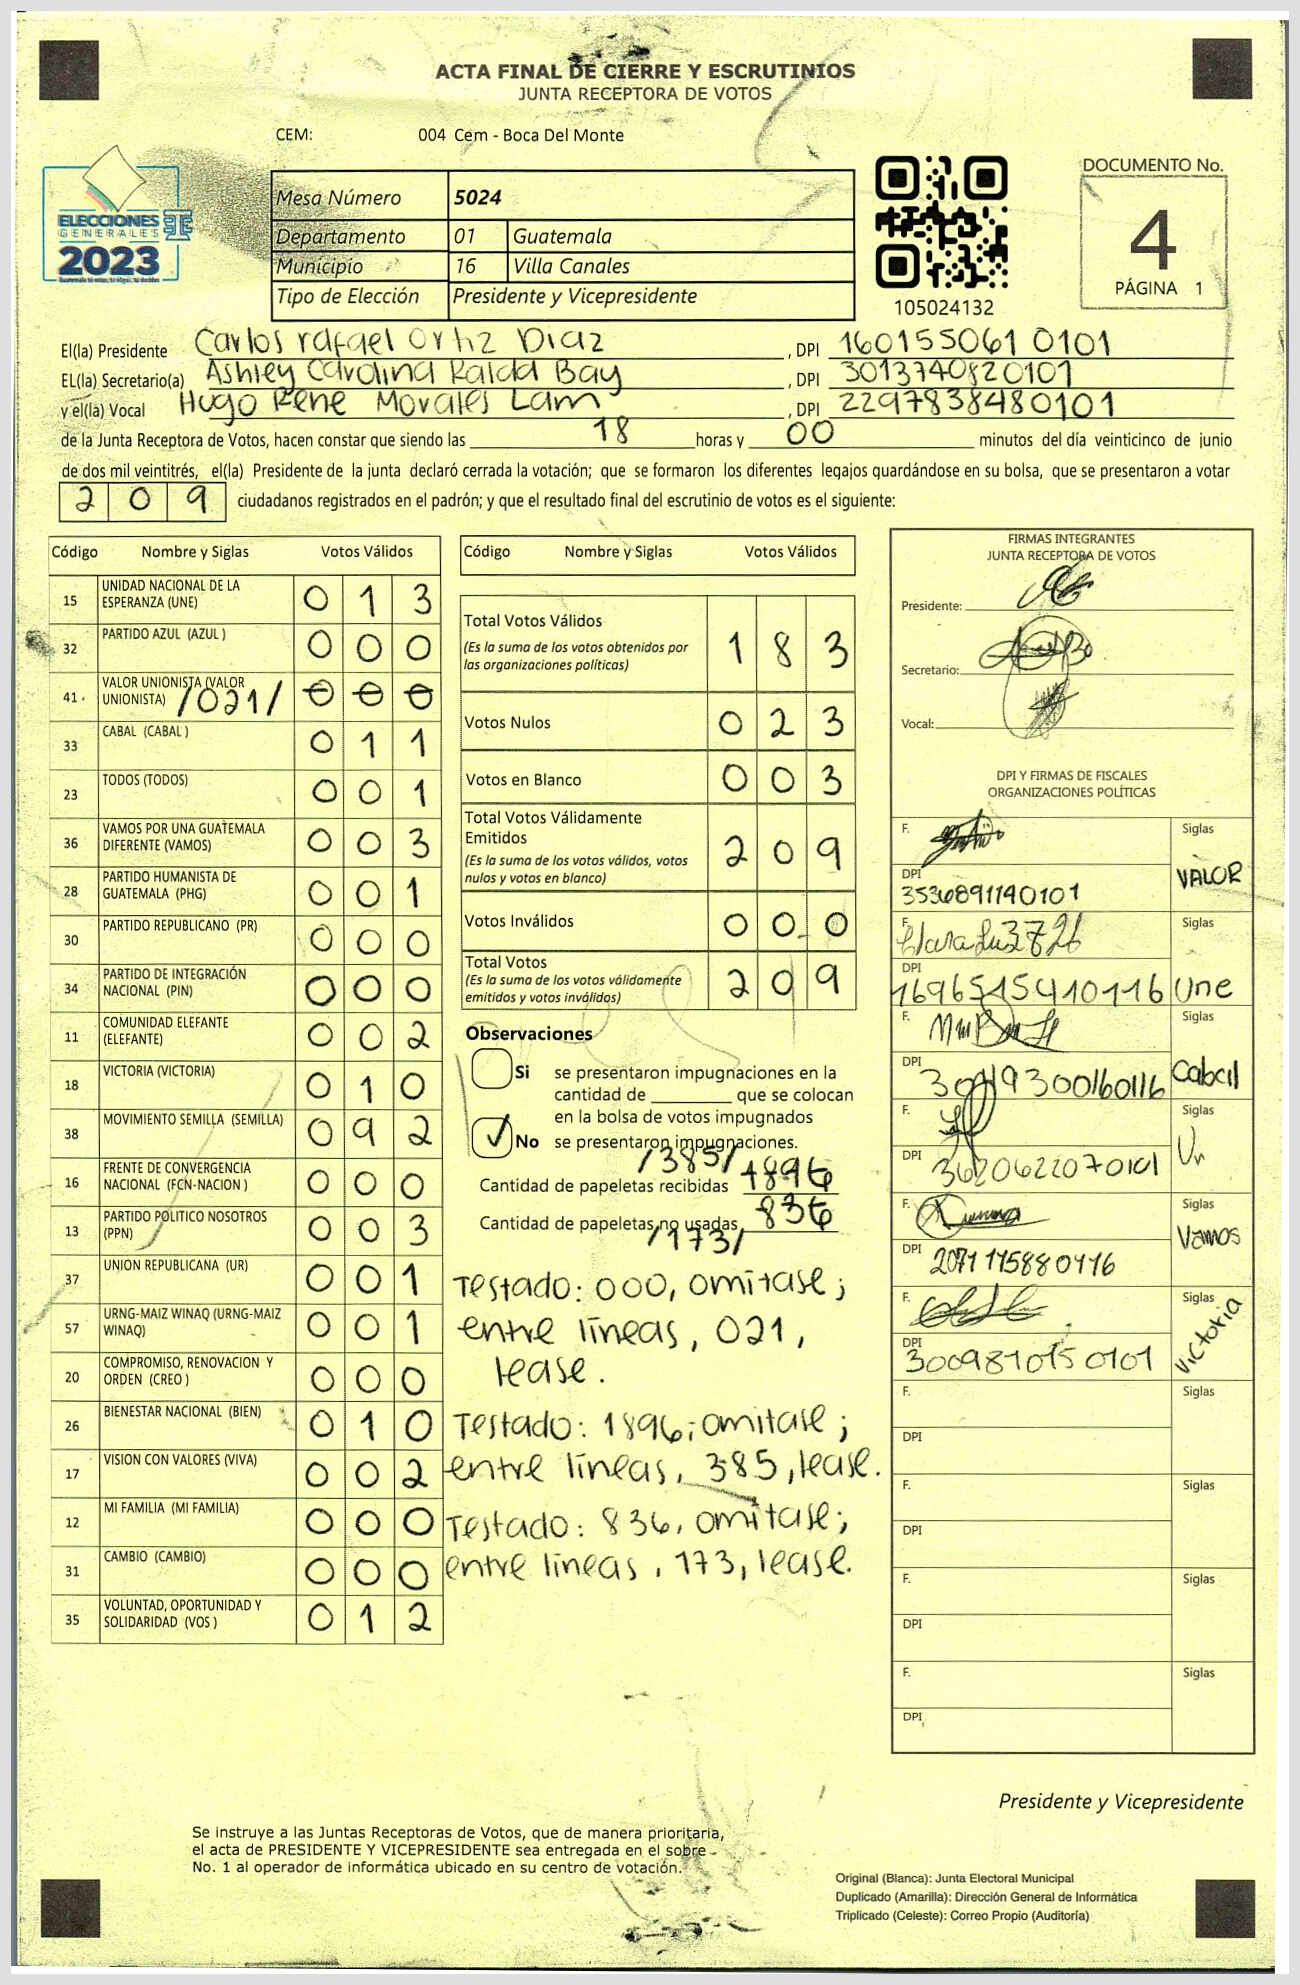 ACTA FINAL DE CIERRE Y ESCRUTINIOS
JUNTA RECEPTORA DE VOTOS
CEM: 004 Cem - Boca Del Monte
ELECCIONES
GENERALES
2023
Mesa Número 5024
Departamento 01 Guatemala
Municipio 16 Villa Canales
Tipo de Elección Presidente y Vicepresidente
105024132
DOCUMENTO No.
4
PÁGINA 1
El(la) Presidente Carlos rafael Ortiz Diaz , DPI 160155061 0101
EL(la) Secretario(a) Ashley Carolina Ralda Bay , DPI 3013740820101
y el(la) Vocal Hugo Rene Morales Lam , DPI 2297838480101
de la Junta Receptora de Votos, hacen constar que siendo las 18 horas y 00 minutos del día veinticinco de junio
de dos mil veintitrés, el(la) Presidente de la junta declaró cerrada la votación; que se formaron los diferentes legajos quardándose en su bolsa, que se presentaron a votar
2 0 9 ciudadanos registrados en el padrón; y que el resultado final del escrutinio de votos es el siguiente:
Código Nombre y Siglas Votos Válidos
15 UNIDAD NACIONAL DE LA ESPERANZA (UNE) 0 1 3
32 PARTIDO AZUL (AZUL ) 0 0 0
41 VALOR UNIONISTA (VALOR UNIONISTA) /021/ 0 0 0
33 CABAL (CABAL ) 0 1 1
23 TODOS (TODOS) 0 0 1
36 VAMOS POR UNA GUATEMALA DIFERENTE (VAMOS) 0 0 3
28 PARTIDO HUMANISTA DE GUATEMALA (PHG) 0 0 1
30 PARTIDO REPUBLICANO (PR) 0 0 0
34 PARTIDO DE INTEGRACIÓN NACIONAL (PIN) 0 0 0
11 COMUNIDAD ELEFANTE (ELEFANTE) 0 0 2
18 VICTORIA (VICTORIA) 0 1 0
38 MOVIMIENTO SEMILLA (SEMILLA) 0 9 2
16 FRENTE DE CONVERGENCIA NACIONAL (FCN-NACION ) 0 0 0
13 PARTIDO POLITICO NOSOTROS (PPN) 0 0 3
37 UNION REPUBLICANA (UR) 0 0 1
57 URNG-MAIZ WINAQ (URNG-MAIZ WINAQ) 0 0 1
20 COMPROMISO, RENOVACION Y ORDEN (CREO ) 0 0 0
26 BIENESTAR NACIONAL (BIEN) 0 1 0
17 VISION CON VALORES (VIVA) 0 0 2
12 MI FAMILIA (MI FAMILIA) 0 0 0
31 CAMBIO (CAMBIO) 0 0 0
35 VOLUNTAD, OPORTUNIDAD Y SOLIDARIDAD (VOS ) 0 1 2
Código Nombre y Siglas Votos Válidos
Total Votos Válidos 1 8 3
(Es la suma de los votos obtenidos por
las organizaciones políticas)
Votos Nulos 0 2 3
Votos en Blanco 0 0 3
Total Votos Válidamente
Emitidos 2 0 9
(Es la suma de los votos válidos, votos
nulos y votos en blanco)
Votos Inválidos 0 0 0
Total Votos 2 0 9
(Es la suma de los votos válidamente
emitidos y votos inválidos)
Observaciones
Si se presentaron impugnaciones en la
cantidad de ________ que se colocan
en la bolsa de votos impugnados
✓ No se presentaron impugnaciones.
/385/
Cantidad de papeletas recibidas 1896
Cantidad de papeletas no usadas 836
/173/
Testado: 000, omitase;
entre líneas, 021,
lease.
Testado: 1896, omitase;
entre líneas, 385, lease.
Testado: 836, omitase;
entre líneas, 173, lease.
FIRMAS INTEGRANTES
JUNTA RECEPTORA DE VOTOS
Presidente:
Secretario:
Vocal:
DPI Y FIRMAS DE FISCALES
ORGANIZACIONES POLÍTICAS
F. Siglas
DPI 3536891140101 VALOR
F. Siglas
DPI 1696515410116 Une
F. Siglas
DPI 3019300160116 Cabal
F. Siglas
DPI 3620622070101
F. Siglas
DPI 2071115880116 Vamos
F. Siglas
DPI 3009810150101 Victoria
F. Siglas
DPI
F. Siglas
DPI
F. Siglas
DPI
F. Siglas
DPI
Presidente y Vicepresidente
Se instruye a las Juntas Receptoras de Votos, que de manera prioritaria,
el acta de PRESIDENTE Y VICEPRESIDENTE sea entregada en el sobre
No. 1 al operador de informática ubicado en su centro de votación.
Original (Blanca): Junta Electoral Municipal
Duplicado (Amarilla): Dirección General de Informática
Triplicado (Celeste): Correo Propio (Auditoría)